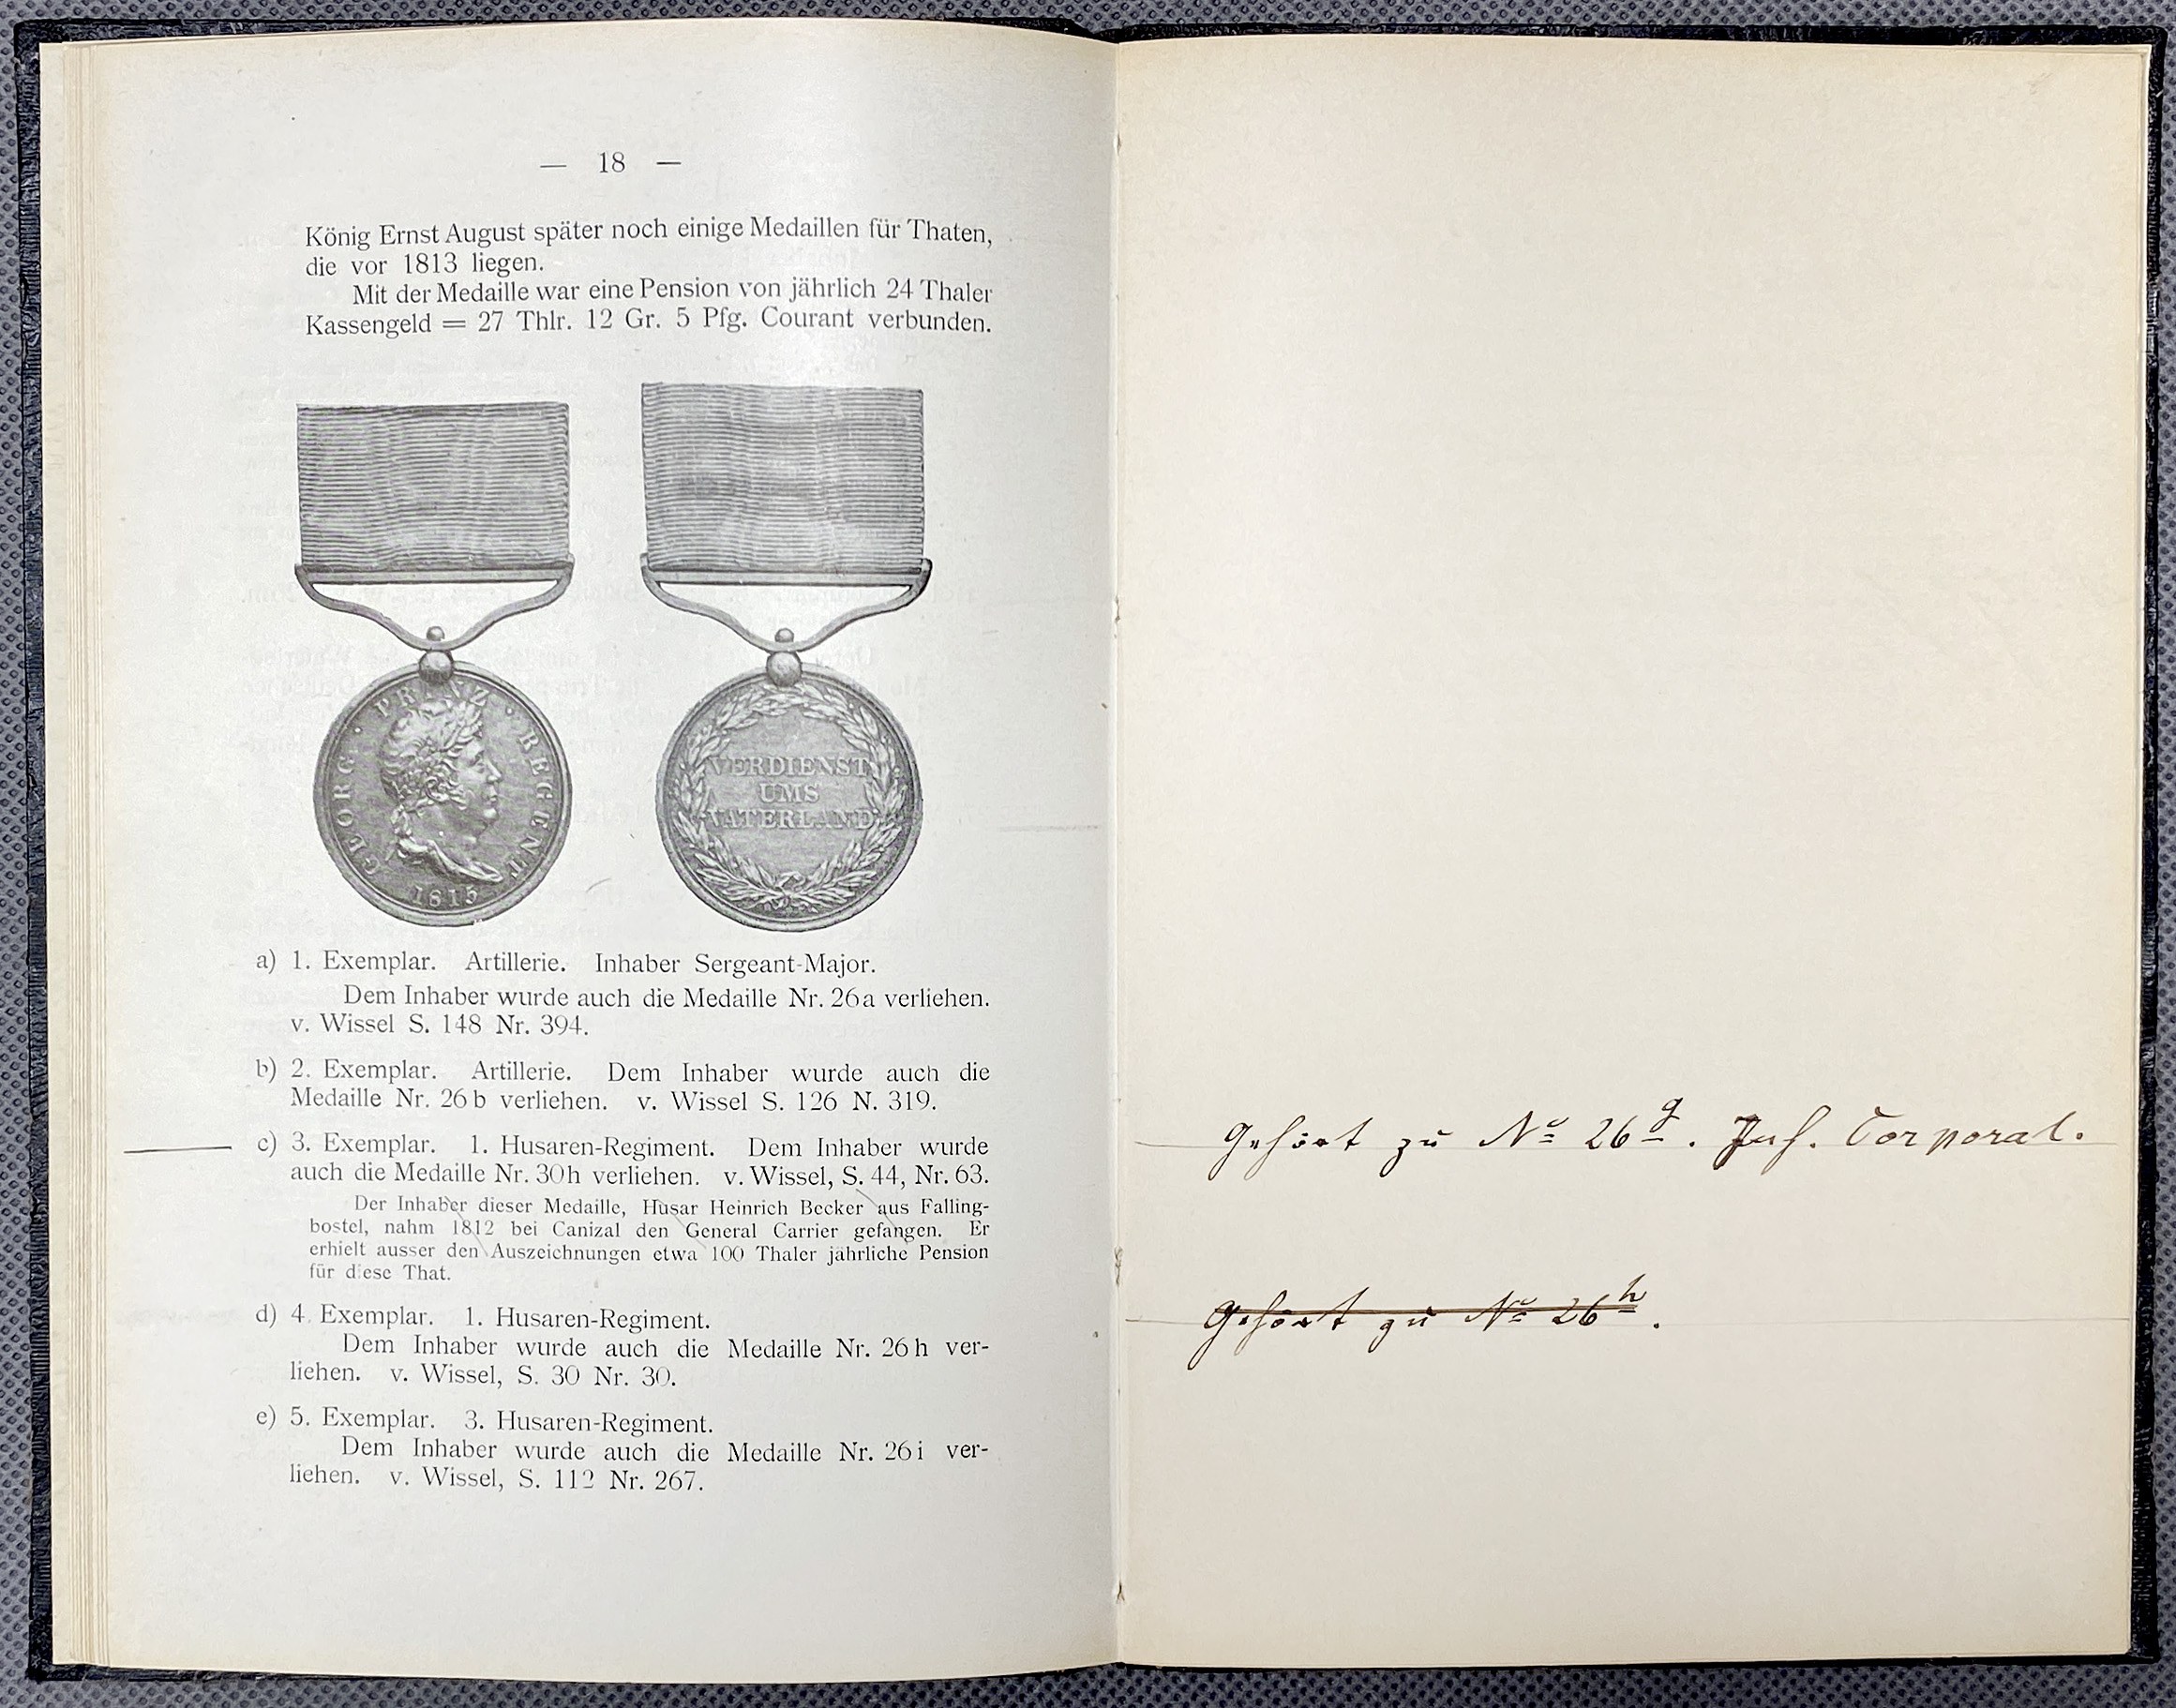 — 18 —
König Ernst August später noch einige Medaillen für Thaten,
die vor 1813 liegen.
Mit der Medaille war eine Pension von jährlich 24 Thaler
Kassengeld = 27 Thlr. 12 Gr. 5 Pfg. Courant verbunden.
GEORG · PRINZ · REGENT
1815
VERDIENST
UMS
VATERLAND
a) 1. Exemplar. Artillerie. Inhaber Sergeant-Major.
Dem Inhaber wurde auch die Medaille Nr. 26a verliehen.
v. Wissel S. 148 Nr. 394.
b) 2. Exemplar. Artillerie. Dem Inhaber wurde auch die
Medaille Nr. 26b verliehen. v. Wissel S. 126 N. 319.
c) 3. Exemplar. 1. Husaren-Regiment. Dem Inhaber wurde
auch die Medaille Nr. 30h verliehen. v. Wissel, S. 44, Nr. 63.
Der Inhaber dieser Medaille, Husar Heinrich Becker aus Falling-
bostel, nahm 1812 bei Canizal den General Carrier gefangen. Er
erhielt ausser den Auszeichnungen etwa 100 Thaler jährliche Pension
für diese That.
d) 4. Exemplar. 1. Husaren-Regiment.
Dem Inhaber wurde auch die Medaille Nr. 26h ver-
liehen. v. Wissel, S. 30 Nr. 30.
e) 5. Exemplar. 3. Husaren-Regiment.
Dem Inhaber wurde auch die Medaille Nr. 26i ver-
liehen. v. Wissel, S. 112 Nr. 267.
Gehört zu No 26g. Inh. Corporal.
Gehört zu No 26h.